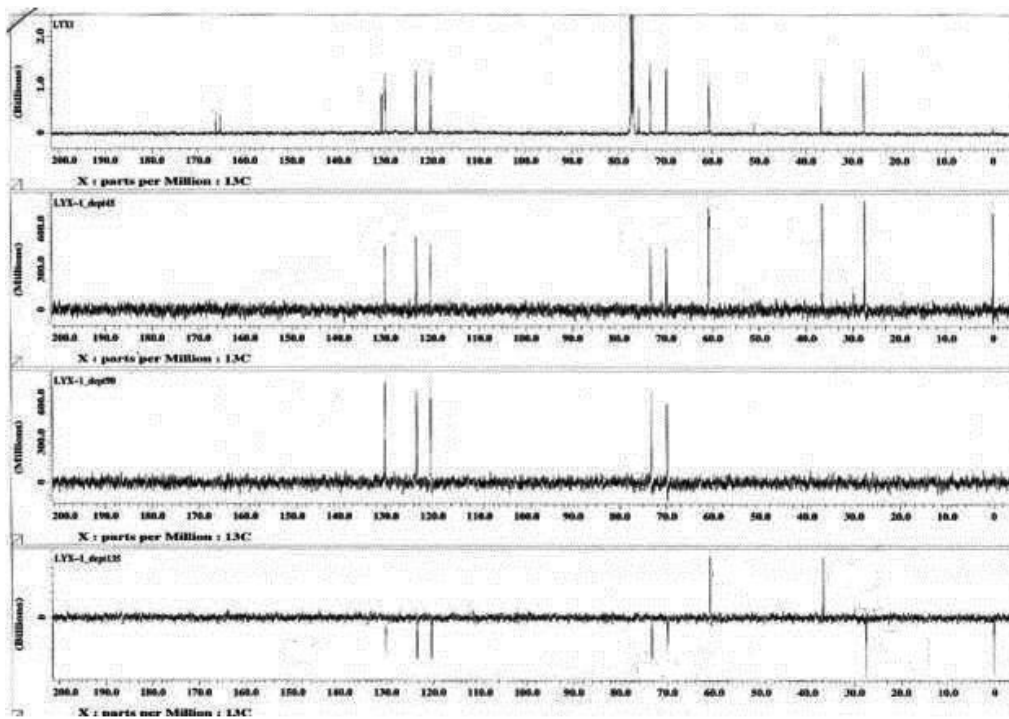 LYX1
(Billions)
0 1.0 2.0
200.0 190.0 180.0 170.0 160.0 150.0 140.0 130.0 120.0 110.0 100.0 90.0 80.0 70.0 60.0 50.0 40.0 30.0 20.0 10.0 0
X : parts per Million : 13C
LYX-1_dept45
(Millions)
0 300.0 600.0
200.0 190.0 180.0 170.0 160.0 150.0 140.0 130.0 120.0 110.0 100.0 90.0 80.0 70.0 60.0 50.0 40.0 30.0 20.0 10.0 0
X : parts per Million : 13C
LYX-1_dept90
(Millions)
0 300.0 600.0
200.0 190.0 180.0 170.0 160.0 150.0 140.0 130.0 120.0 110.0 100.0 90.0 80.0 70.0 60.0 50.0 40.0 30.0 20.0 10.0 0
X : parts per Million : 13C
LYX-1_dept135
(Billions)
0
200.0 190.0 180.0 170.0 160.0 150.0 140.0 130.0 120.0 110.0 100.0 90.0 80.0 70.0 60.0 50.0 40.0 30.0 20.0 10.0 0
X : parts per Million : 13C